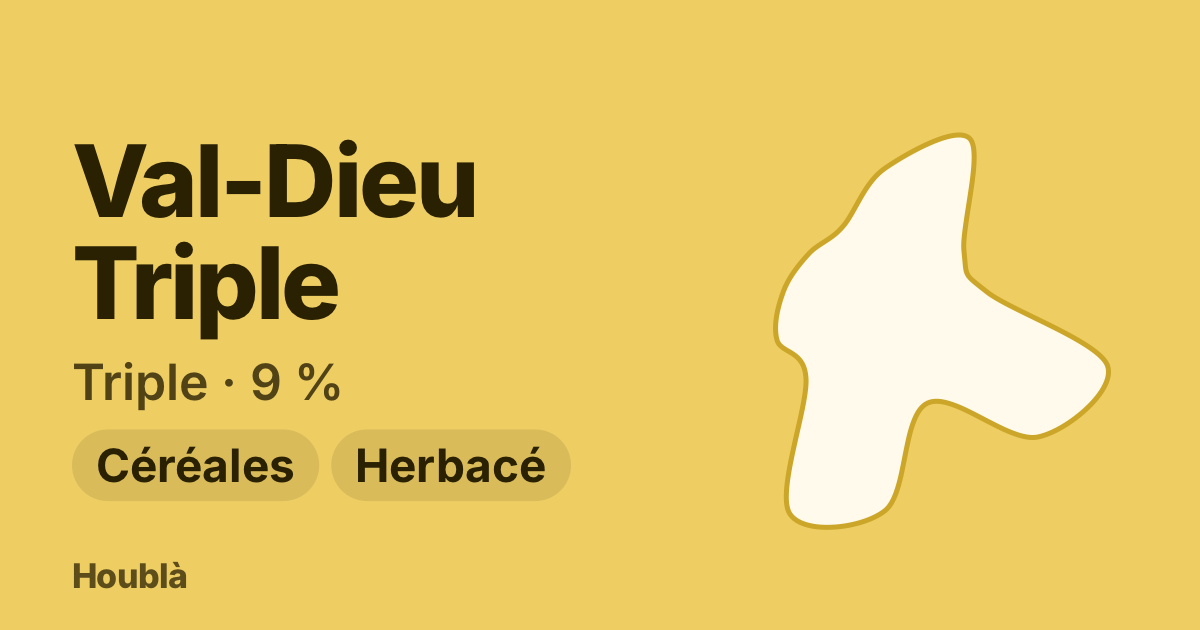 Val-Dieu
Triple
Triple · 9 %
Céréales Herbacé
Houblà